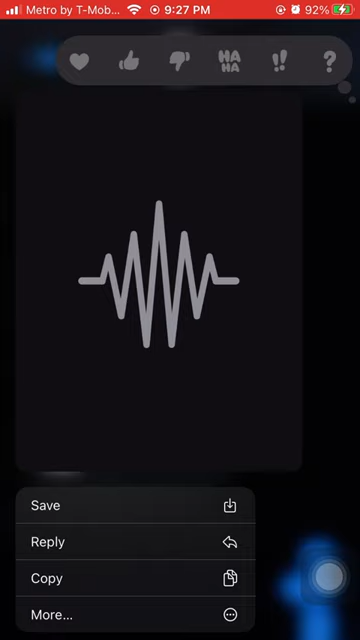 Metro by T-Mob... 9:27 PM 92%
HA
HA
Save
Reply
Copy
More...